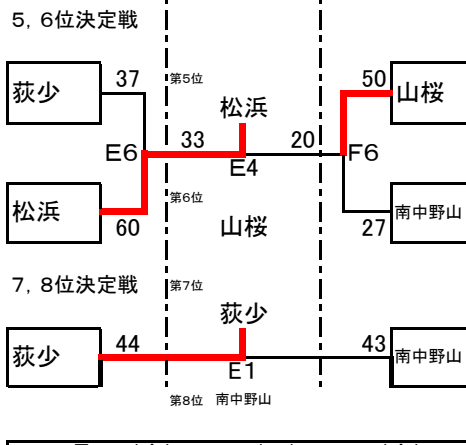 5, 6位決定戦
荻少 37 第5位 松浜 50 山桜
E6 33 E4 20 F6
松浜 60 第6位 山桜 27 南中野山
7, 8位決定戦
第7位 荻少
荻少 44 E1 43 南中野山
第8位 南中野山